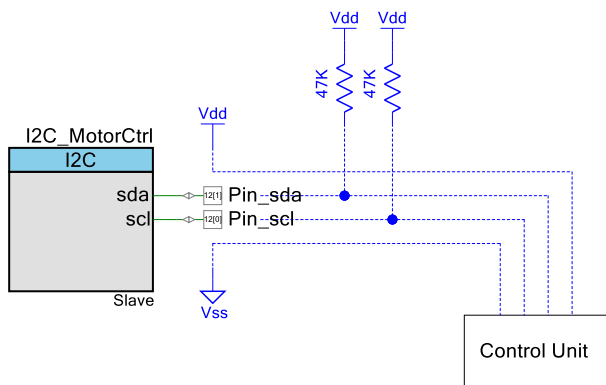 Vdd Vdd
47K 47K
Vdd
I2C_MotorCtrl
I2C
sda 12[1] Pin_sda
scl 12[0] Pin_scl
Slave
Vss
Control Unit